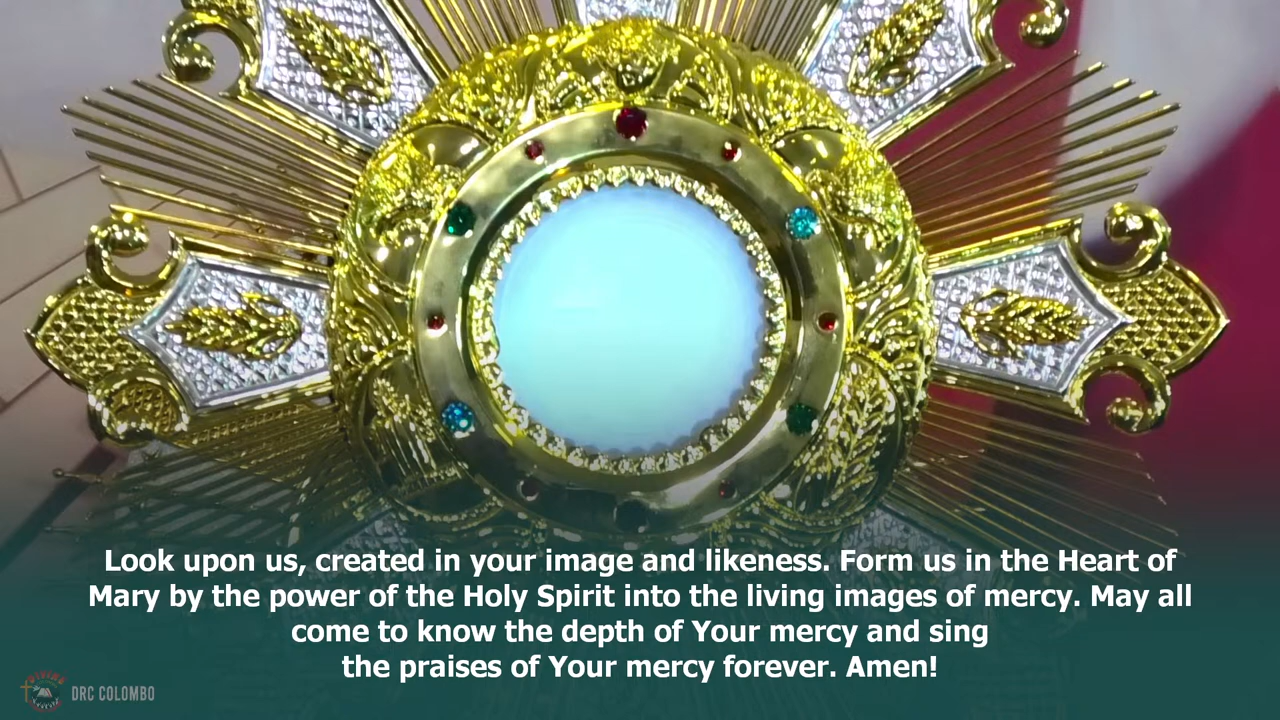 Look upon us, created in your image and likeness. Form us in the Heart of
Mary by the power of the Holy Spirit into the living images of mercy. May all
come to know the depth of Your mercy and sing
the praises of Your mercy forever. Amen!
DRC COLOMBO